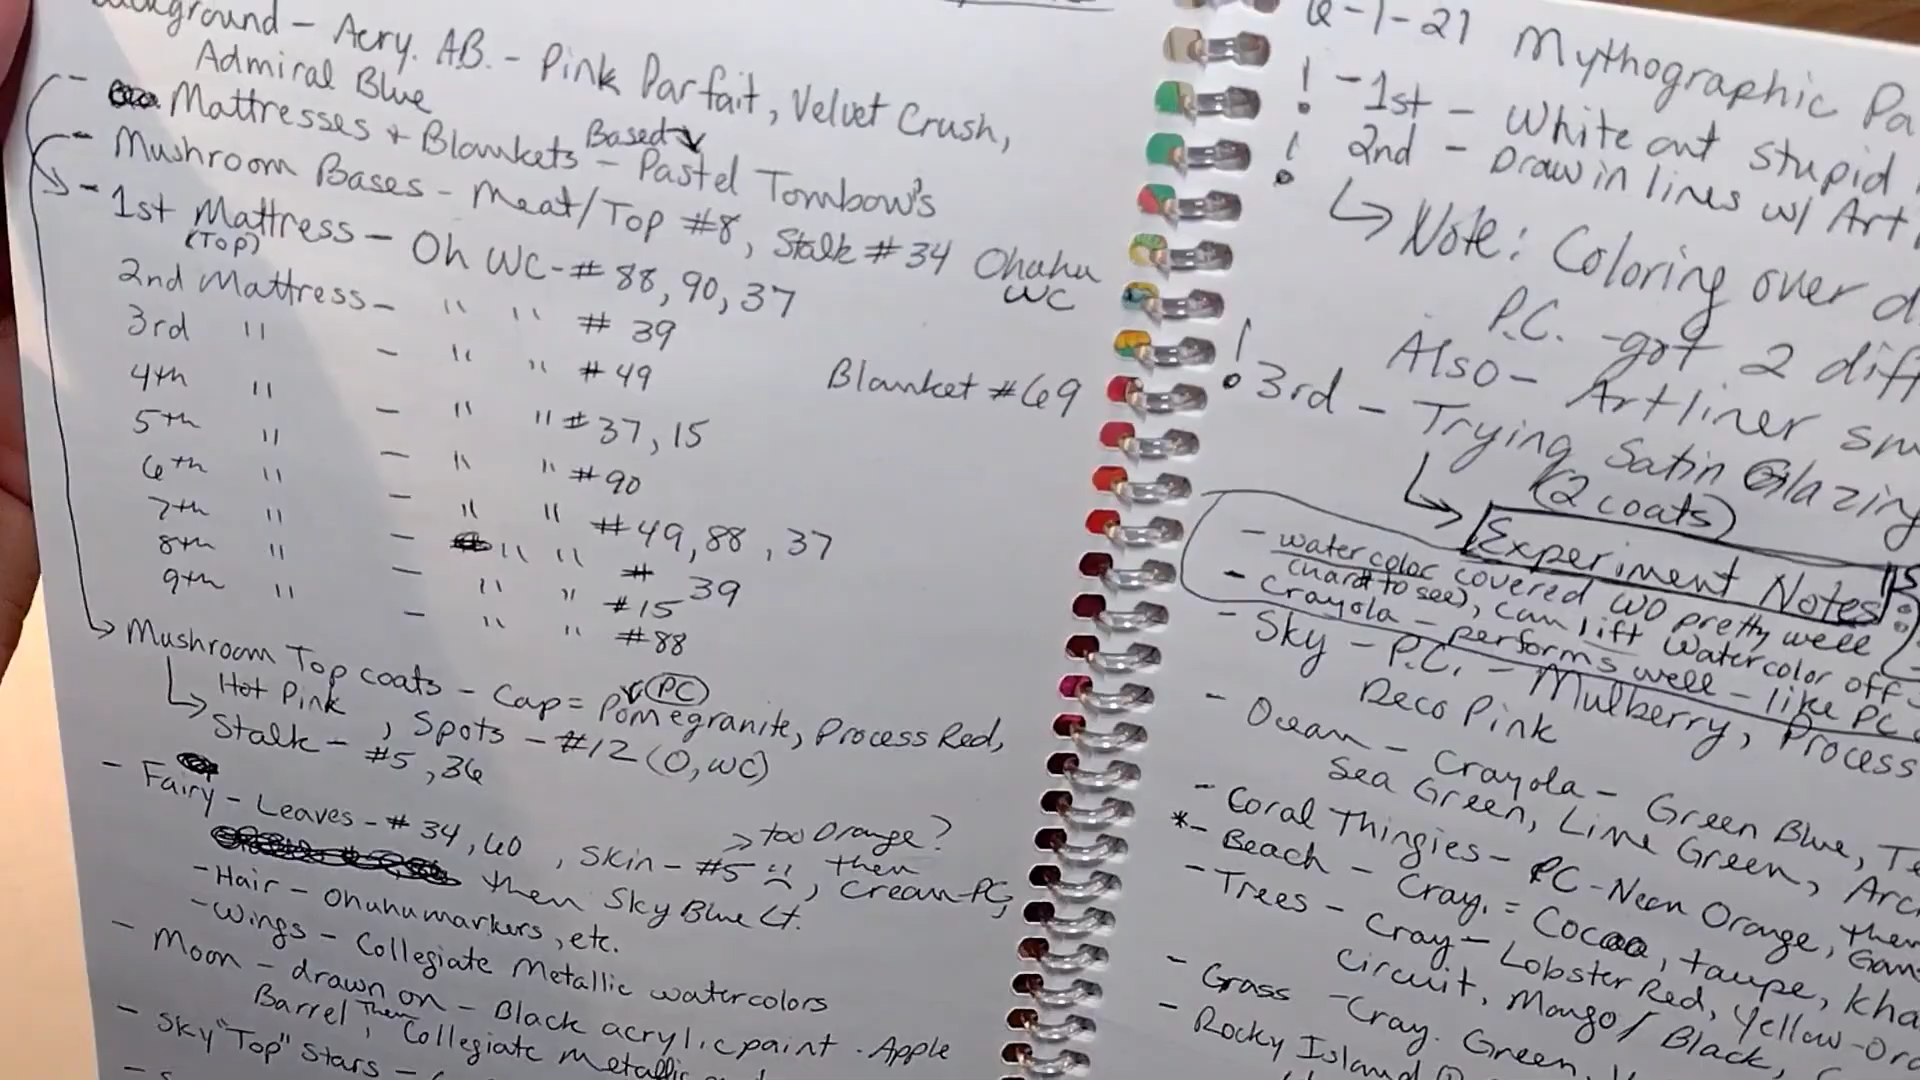 Background - Acry. A.B. - Pink Parfait, Velvet Crush,
Admiral Blue
- Mattresses + Blankets Based - Pastel Tombow's
- Mushroom Bases - Meat/Top #8, Stalk #34 Ohuhu
WC
- 1st Mattress - Oh WC - # 88, 90, 37
(Top)
2nd Mattress - " " # 39
3rd " - " " #49
Blanket #69
4th " - " " # 37, 15
5th " - " " #90
6th " - " " # 49, 88, 37
7th " - " " # 39
8th " - " " #15
9th " - " " #88
Mushroom Top coats - Cap = Pomegranite, Process Red,
(PC)
Hot Pink, Spots - #12 (O, WC)
Stalk - #5, 36
- Fairy - Leaves - # 34, 60, Skin - #5 :(, then Cream-PC,
> too Orange?
then Sky Blue Lt.
- Hair - Ohuhu markers, etc.
- Wings - Collegiate Metallic watercolors
- Moon - drawn on - Black acrylic paint - Apple
Barrel, Then Collegiate Metallic
- Sky "Top" Stars -
6-1-21 Mythographic Pa
! - 1st - White out stupid
! 2nd - Draw in lines w/ Art
Note: Coloring over d
P.C. - got 2 diff
Also - Artliner sm
! 3rd - Trying Satin Glazing
(2 coats)
Experiment Notes:
- watercolor covered WO pretty well
(hard to see), can lift watercolor off
- Crayola - performs well - like PC
- Sky - P.C. - Mulberry, Process
Deco Pink
- Ocean - Crayola - Green Blue, Te
Sea Green, Lime Green, Arc
- Coral Thingies - PC - Neon Orange, then
*- Beach - Cray. = Cocoa, taupe, Kha
- Trees - Cray - Lobster Red, Yellow-Ora
Circuit, Mango / Black,
- Grass - Cray. Green,
- Rocky Island